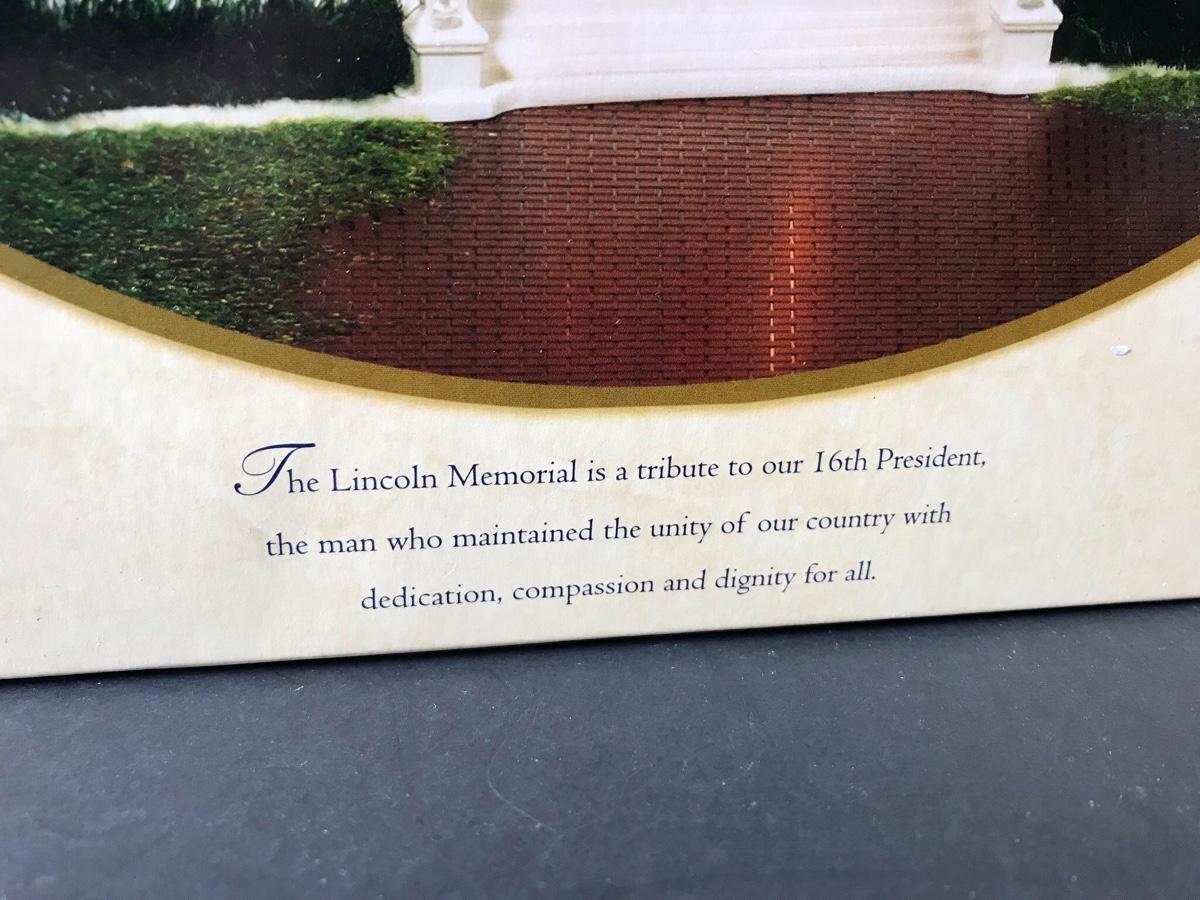 The Lincoln Memorial is a tribute to our 16th President,
the man who maintained the unity of our country with
dedication, compassion and dignity for all.